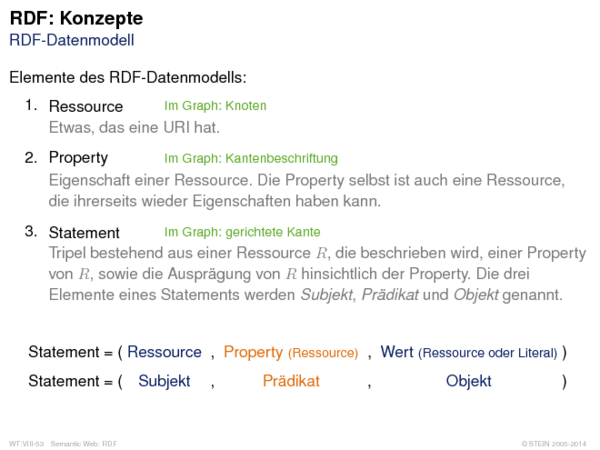 RDF: Konzepte
RDF-Datenmodell
Elemente des RDF-Datenmodells:
1. Ressource Im Graph: Knoten
Etwas, das eine URI hat.
2. Property Im Graph: Kantenbeschriftung
Eigenschaft einer Ressource. Die Property selbst ist auch eine Ressource,
die ihrerseits wieder Eigenschaften haben kann.
3. Statement Im Graph: gerichtete Kante
Tripel bestehend aus einer Ressource R, die beschrieben wird, einer Property
von R, sowie die Ausprägung von R hinsichtlich der Property. Die drei
Elemente eines Statements werden Subjekt, Prädikat und Objekt genannt.
Statement = ( Ressource , Property (Ressource) , Wert (Ressource oder Literal) )
Statement = ( Subjekt , Prädikat , Objekt )
WT:VIII-53 Semantic Web: RDF © STEIN 2005-2014